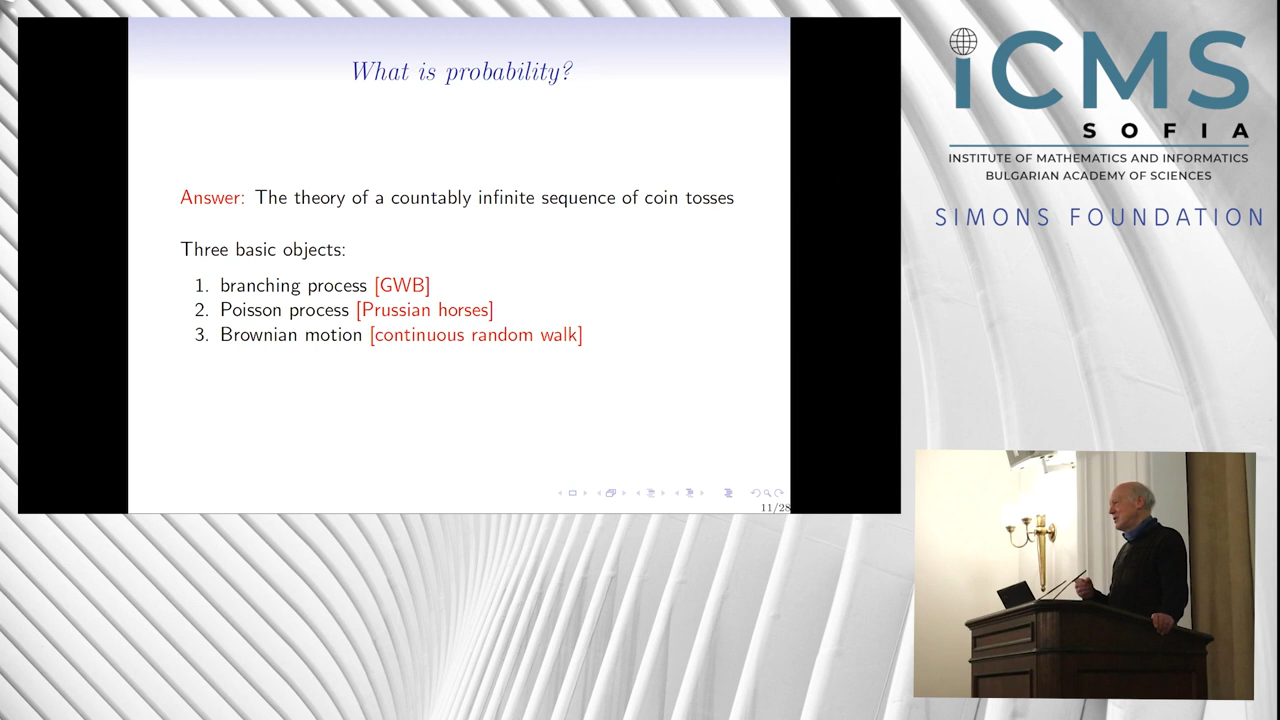 What is probability?
Answer: The theory of a countably infinite sequence of coin tosses
Three basic objects:
1. branching process [GWB]
2. Poisson process [Prussian horses]
3. Brownian motion [continuous random walk]
11/28
iCMS
SOFIA
INSTITUTE OF MATHEMATICS AND INFORMATICS
BULGARIAN ACADEMY OF SCIENCES
SIMONS FOUNDATION